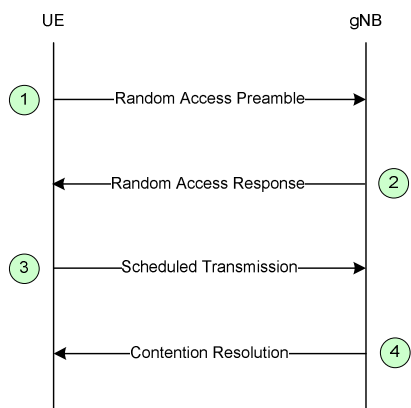 UE
gNB
1
Random Access Preamble
Random Access Response
2
3
Scheduled Transmission
Contention Resolution
4